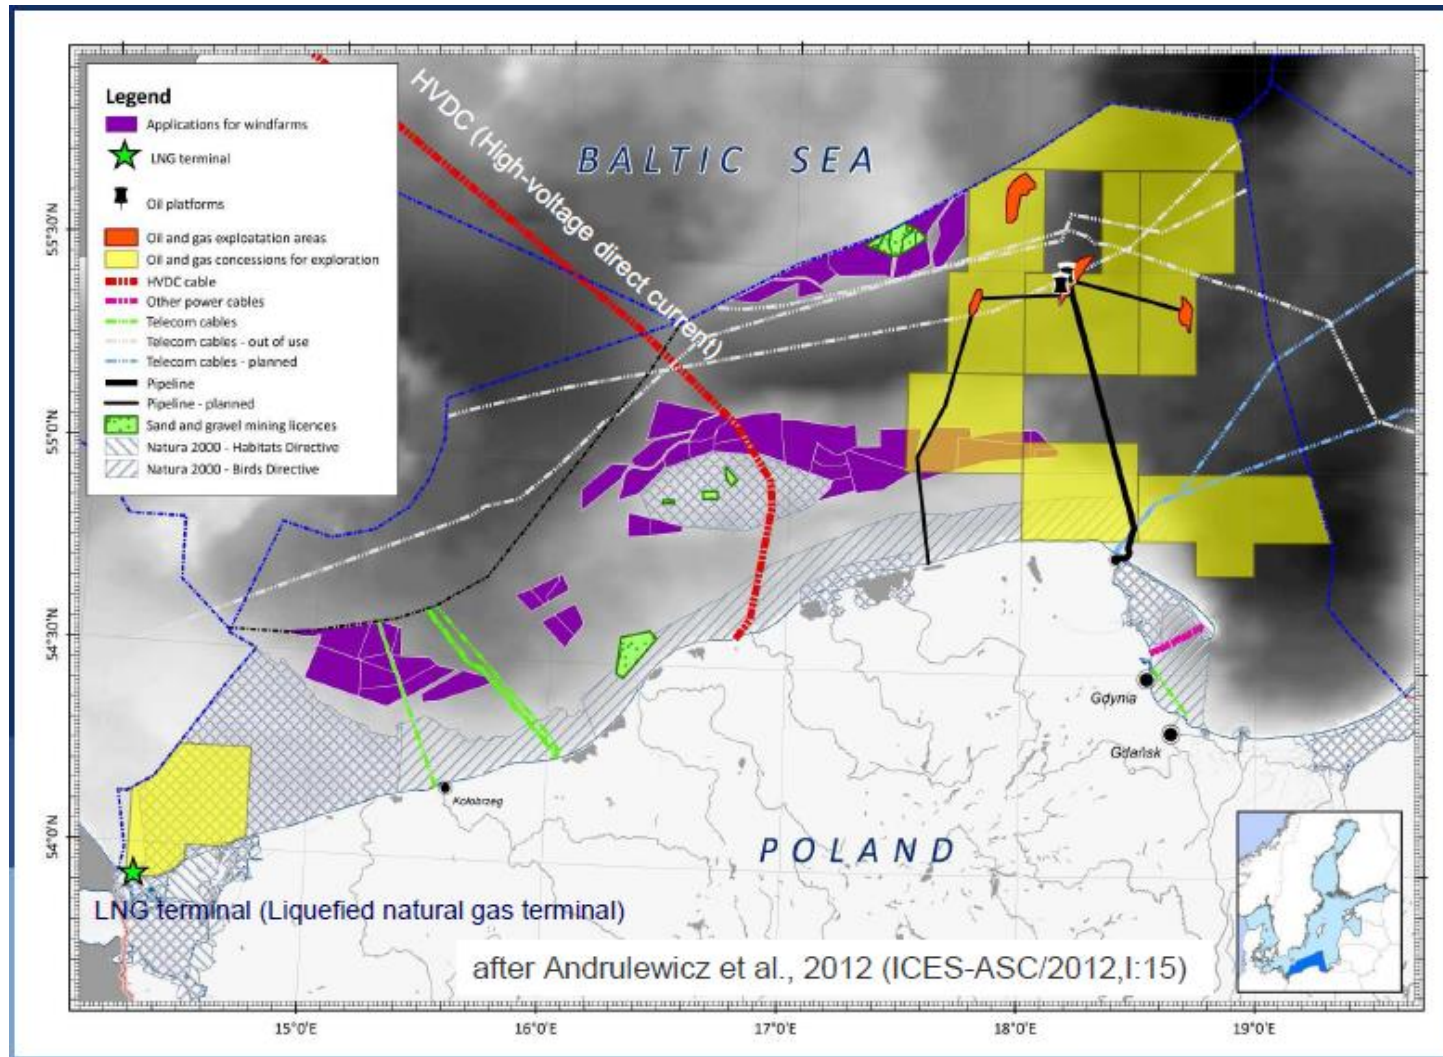 Legend
Applications for windfarms
LNG terminal
Oil platforms
Oil and gas exploatation areas
Oil and gas concessions for exploration
HVDC cable
Other power cables
Telecom cables
Telecom cables - out of use
Telecom cables - planned
Pipeline
Pipeline - planned
Sand and gravel mining licences
Natura 2000 - Habitats Directive
Natura 2000 - Birds Directive
HVDC (High-voltage direct current)
BALTIC SEA
55°30'N
55°0'N
54°30'N
54°0'N
Gdynia
Gdańsk
Kołobrzeg
POLAND
LNG terminal (Liquefied natural gas terminal)
after Andrulewicz et al., 2012 (ICES-ASC/2012,I:15)
15°0'E
16°0'E
17°0'E
18°0'E
19°0'E